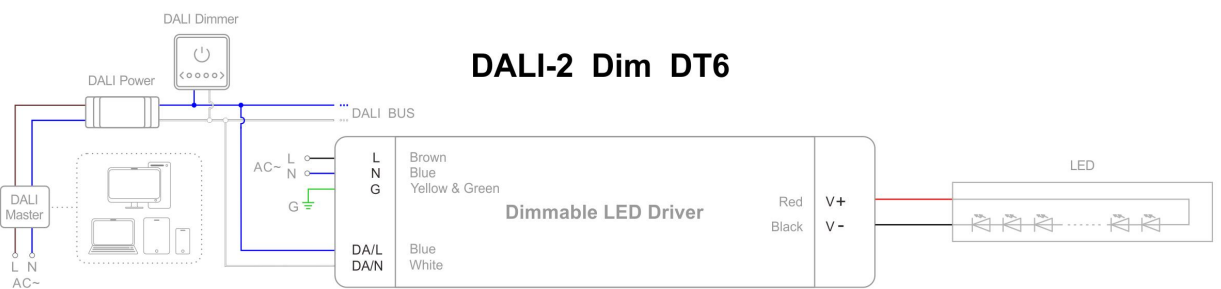 DALI Dimmer
DALI-2 Dim DT6
DALI Power
DALI BUS
AC~ L
N
G
L Brown
N Blue
G Yellow & Green
Dimmable LED Driver
DA/L Blue
DA/N White
Red V+
Black V-
LED
DALI
Master
L N
AC~